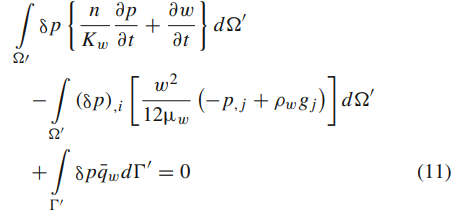 ∫_{Ω′} δp { n/K_w ∂p/∂t + ∂w/∂t } dΩ′
− ∫_{Ω′} (δp)_{,i} [ w²/12μ_w (−p_{,j} + ρ_w g_j) ] dΩ′
+ ∫_{Γ′} δp q̄_w dΓ′ = 0 (11)